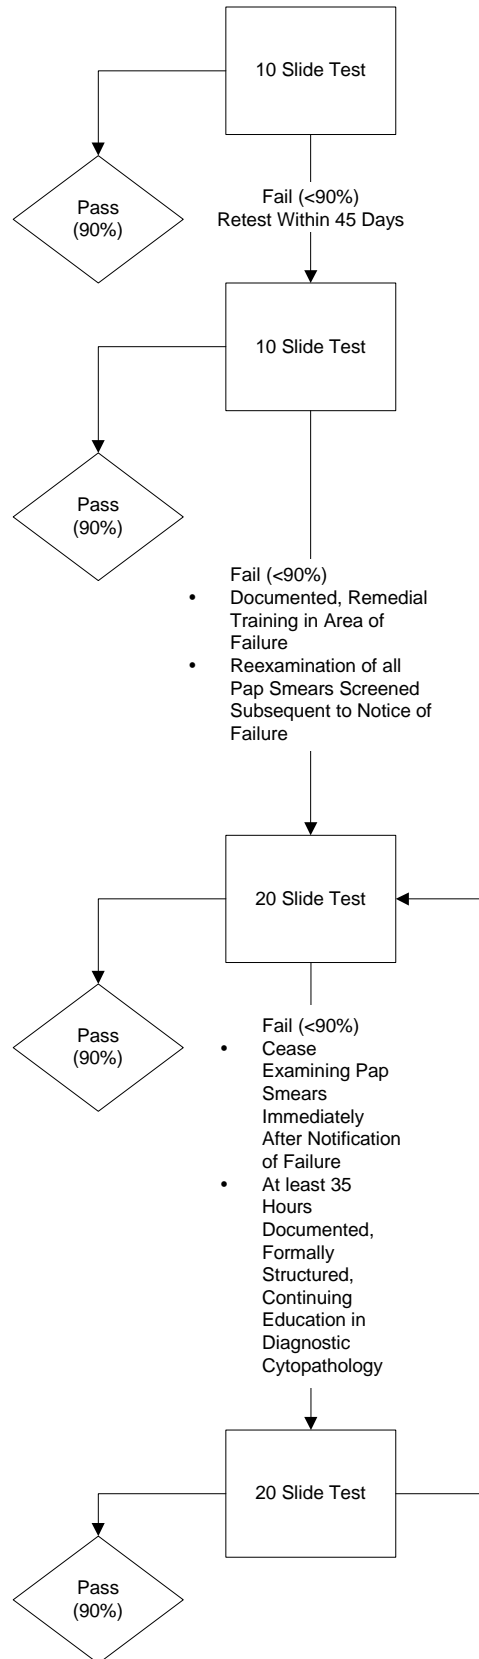 10 Slide Test
Pass
(90%)
Fail (<90%)
Retest Within 45 Days
10 Slide Test
Pass
(90%)
Fail (<90%)
• Documented, Remedial
Training in Area of
Failure
• Reexamination of all
Pap Smears Screened
Subsequent to Notice of
Failure
20 Slide Test
Pass
(90%)
Fail (<90%)
• Cease
Examining Pap
Smears
Immediately
After Notification
of Failure
• At least 35
Hours
Documented,
Formally
Structured,
Continuing
Education in
Diagnostic
Cytopathology
20 Slide Test
Pass
(90%)